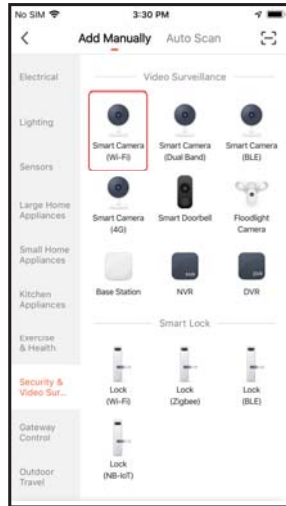 No SIM 3:30 PM
Add Manually Auto Scan
Electrical
Lighting
Sensors
Large Home
Appliances
Small Home
Appliances
Kitchen
Appliances
Exercise
& Health
Security &
Video Sur...
Gateway
Control
Outdoor
Travel
Video Surveillance
Smart Camera
(Wi-Fi)
Smart Camera
(Dual Band)
Smart Camera
(BLE)
Smart Camera
(4G)
Smart Doorbell
Floodlight
Camera
Base Station
NVR
DVR
Smart Lock
Lock
(Wi-Fi)
Lock
(Zigbee)
Lock
(BLE)
Lock
(NB-IoT)